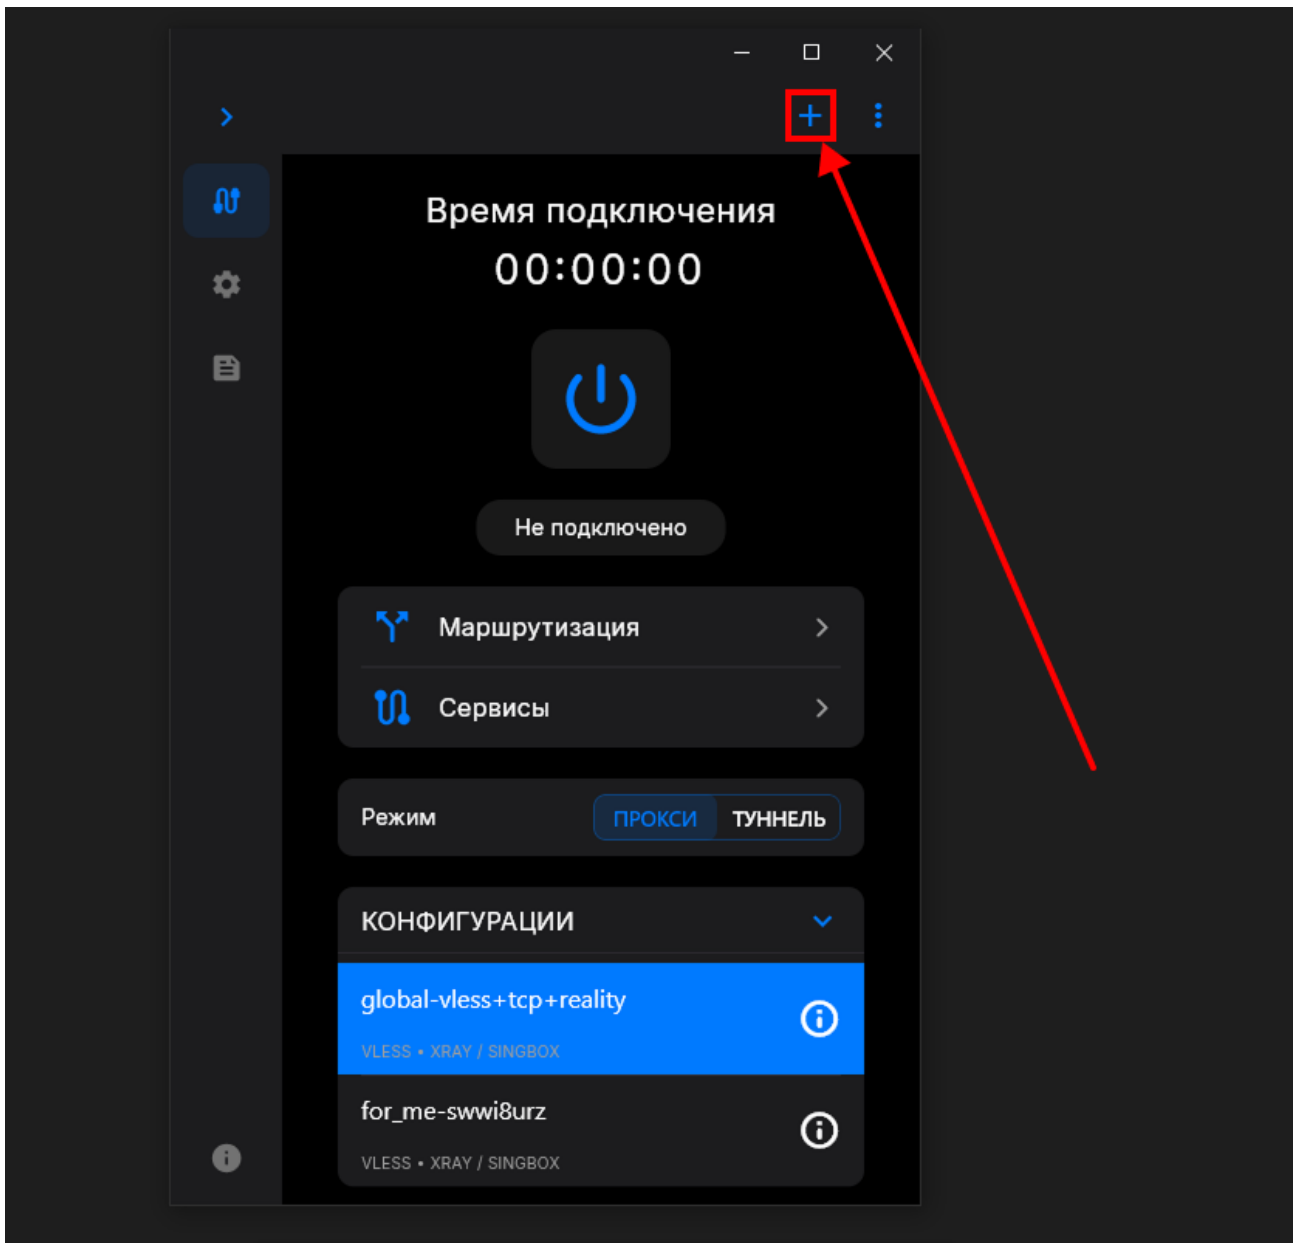 Время подключения
00:00:00
Не подключено
Маршрутизация
Сервисы
Режим ПРОКСИ ТУННЕЛЬ
КОНФИГУРАЦИИ
global-vless+tcp+reality
VLESS • XRAY / SINGBOX
for_me-swwi8urz
VLESS • XRAY / SINGBOX